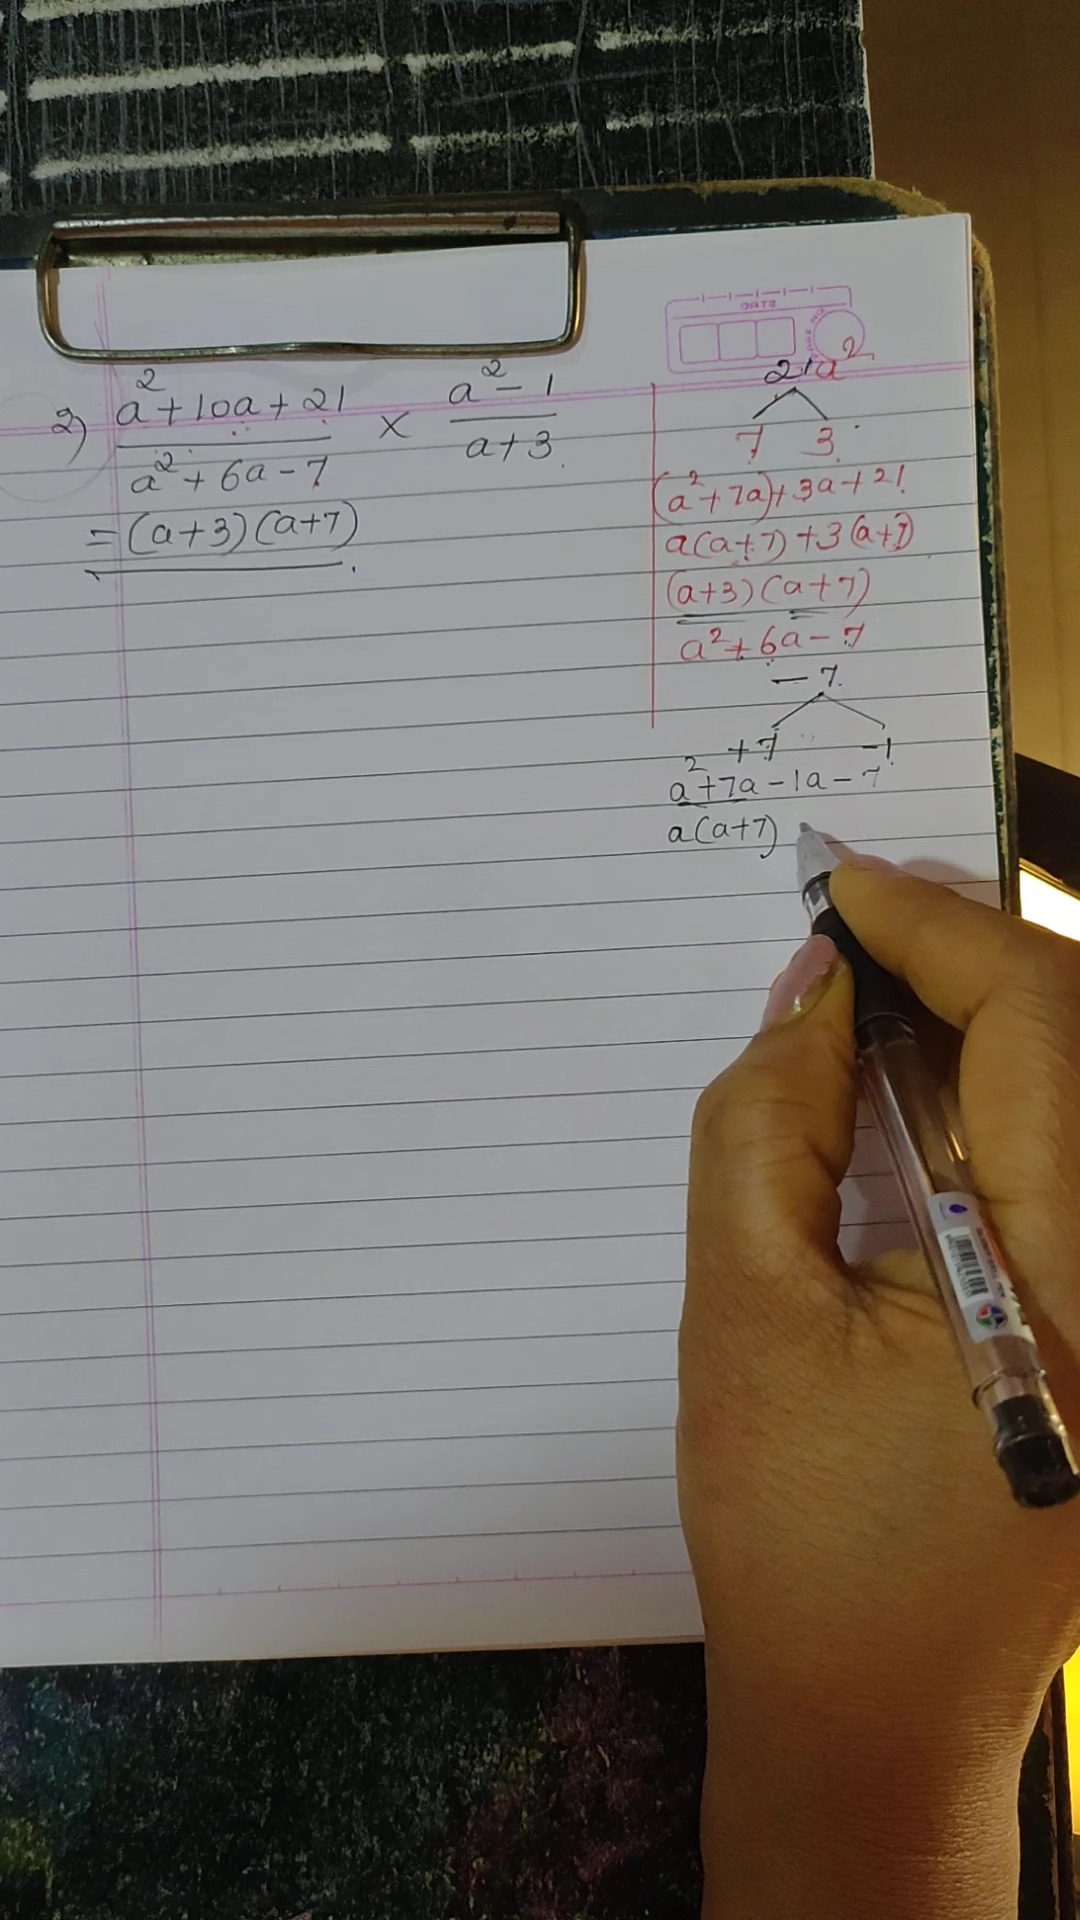 DATE
2) a² + 10a + 21 × a² - 1
a² + 6a - 7 a + 3
= (a+3) (a+7)
21a²
7 3
(a² + 7a) + 3a + 21
a(a+7) + 3(a+7)
(a+3) (a+7)
a² + 6a - 7
- 7
+7 -1
a² + 7a - 1a - 7
a(a+7)